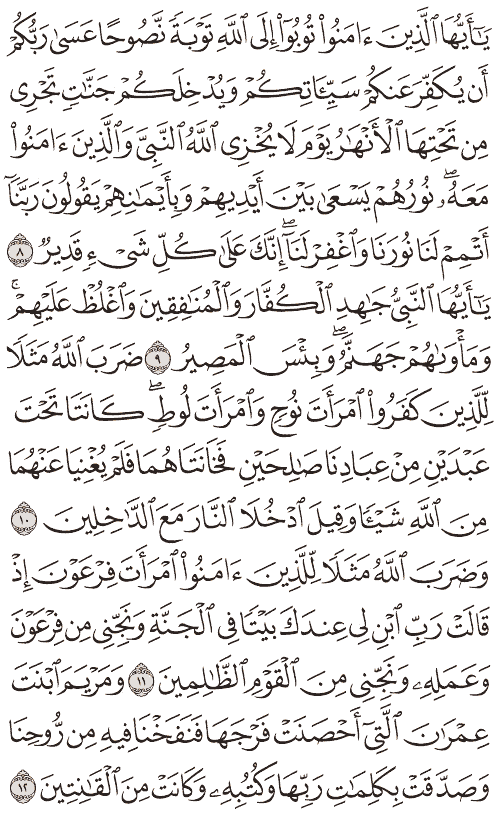 يَـٰٓأَيُّهَا ٱلَّذِينَ ءَامَنُوا۟ تُوبُوٓا۟ إِلَى ٱللَّهِ تَوْبَةً نَّصُوحًا عَسَىٰ رَبُّكُمْ
أَن يُكَفِّرَ عَنكُمْ سَيِّـَٔاتِكُمْ وَيُدْخِلَكُمْ جَنَّـٰتٍ تَجْرِى
مِن تَحْتِهَا ٱلْأَنْهَـٰرُ يَوْمَ لَا يُخْزِى ٱللَّهُ ٱلنَّبِىَّ وَٱلَّذِينَ ءَامَنُوا۟
مَعَهُۥ ۖ نُورُهُمْ يَسْعَىٰ بَيْنَ أَيْدِيهِمْ وَبِأَيْمَـٰنِهِمْ يَقُولُونَ رَبَّنَآ
أَتْمِمْ لَنَا نُورَنَا وَٱغْفِرْ لَنَآ ۖ إِنَّكَ عَلَىٰ كُلِّ شَىْءٍ قَدِيرٌ ٨
يَـٰٓأَيُّهَا ٱلنَّبِىُّ جَـٰهِدِ ٱلْكُفَّارَ وَٱلْمُنَـٰفِقِينَ وَٱغْلُظْ عَلَيْهِمْ ۚ
وَمَأْوَىٰهُمْ جَهَنَّمُ ۖ وَبِئْسَ ٱلْمَصِيرُ ٩ ضَرَبَ ٱللَّهُ مَثَلًا
لِّلَّذِينَ كَفَرُوا۟ ٱمْرَأَتَ نُوحٍ وَٱمْرَأَتَ لُوطٍ ۖ كَانَتَا تَحْتَ
عَبْدَيْنِ مِنْ عِبَادِنَا صَـٰلِحَيْنِ فَخَانَتَاهُمَا فَلَمْ يُغْنِيَا عَنْهُمَا
مِنَ ٱللَّهِ شَيْـًٔا وَقِيلَ ٱدْخُلَا ٱلنَّارَ مَعَ ٱلدَّٰخِلِينَ ١٠
وَضَرَبَ ٱللَّهُ مَثَلًا لِّلَّذِينَ ءَامَنُوا۟ ٱمْرَأَتَ فِرْعَوْنَ إِذْ
قَالَتْ رَبِّ ٱبْنِ لِى عِندَكَ بَيْتًا فِى ٱلْجَنَّةِ وَنَجِّنِى مِن فِرْعَوْنَ
وَعَمَلِهِۦ وَنَجِّنِى مِنَ ٱلْقَوْمِ ٱلظَّـٰلِمِينَ ١١ وَمَرْيَمَ ٱبْنَتَ
عِمْرَٰنَ ٱلَّتِىٓ أَحْصَنَتْ فَرْجَهَا فَنَفَخْنَا فِيهِ مِن رُّوحِنَا
وَصَدَّقَتْ بِكَلِمَـٰتِ رَبِّهَا وَكُتُبِهِۦ وَكَانَتْ مِنَ ٱلْقَـٰنِتِينَ ١٢